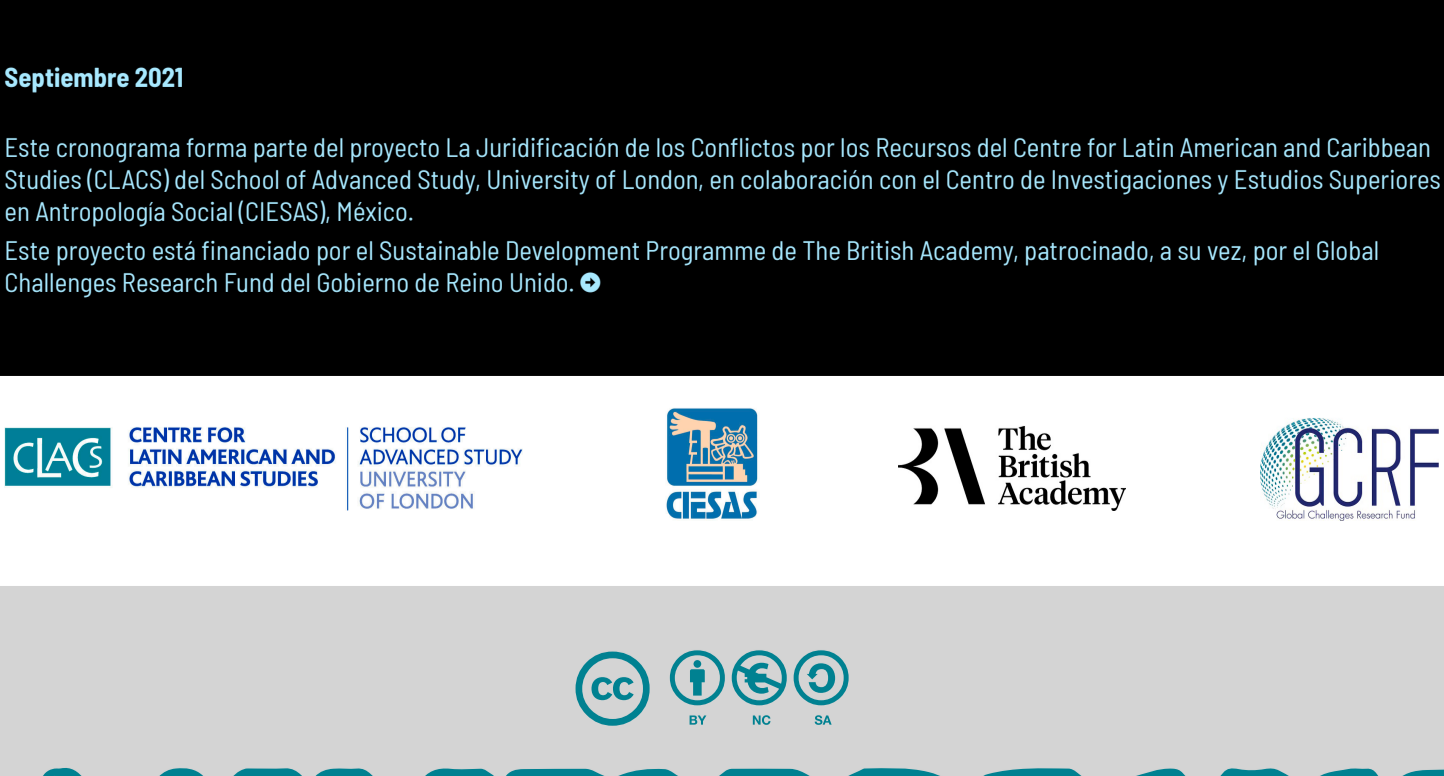 Septiembre 2021
Este cronograma forma parte del proyecto La Juridificación de los Conflictos por los Recursos del Centre for Latin American and Caribbean
Studies (CLACS) del School of Advanced Study, University of London, en colaboración con el Centro de Investigaciones y Estudios Superiores
en Antropología Social (CIESAS), México.
Este proyecto está financiado por el Sustainable Development Programme de The British Academy, patrocinado, a su vez, por el Global
Challenges Research Fund del Gobierno de Reino Unido.
CLACS
CENTRE FOR
LATIN AMERICAN AND
CARIBBEAN STUDIES
SCHOOL OF
ADVANCED STUDY
UNIVERSITY
OF LONDON
CIESAS
The
British
Academy
GCRF
Global Challenges Research Fund
CC
BY NC SA